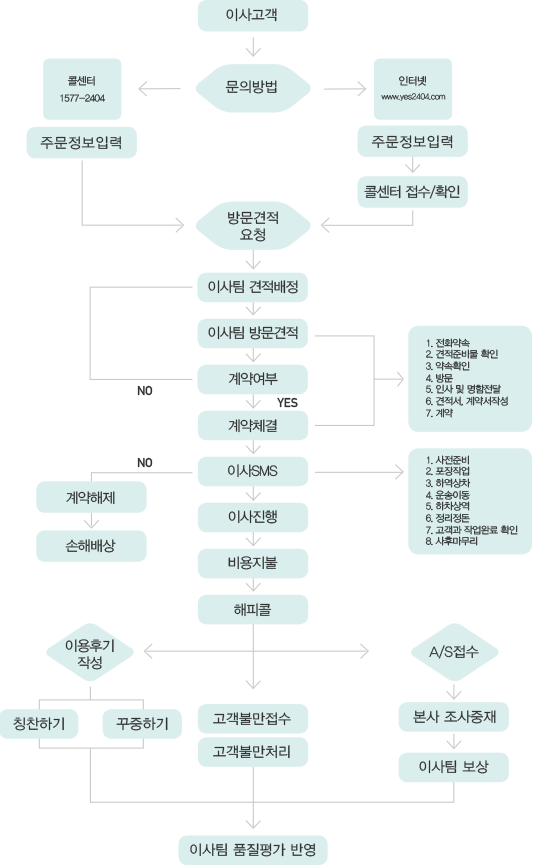 이사고객
문의방법
콜센터
1577-2404
인터넷
www.yes2404.com
주문정보입력
주문정보입력
콜센터 접수/확인
방문견적
요청
이사팀 견적배정
이사팀 방문견적
계약여부
NO
YES
계약체결
1. 전화약속
2. 견적준비물 확인
3. 약속확인
4. 방문
5. 인사 및 명함전달
6. 견적서, 계약서작성
7. 계약
NO
이사SMS
계약해제
손해배상
1. 사전준비
2. 포장작업
3. 하역상차
4. 운송이동
5. 하차상역
6. 정리정돈
7. 고객과 작업완료 확인
8. 사후마무리
이사진행
비용지불
해피콜
이용후기
작성
A/S접수
칭찬하기
꾸중하기
고객불만접수
고객불만처리
본사 조사중재
이사팀 보상
이사팀 품질평가 반영